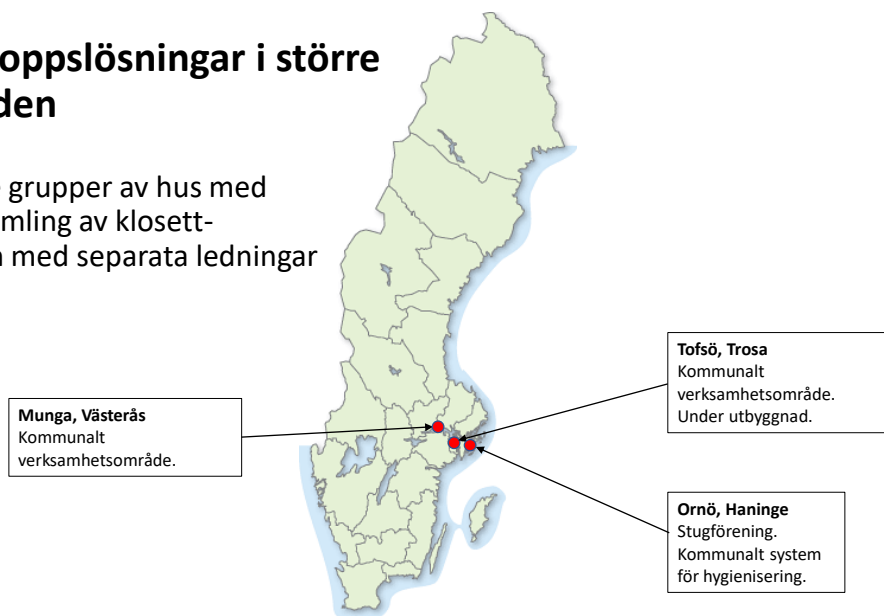 oppslösningar i större
den
grupper av hus med
mling av klosett-
med separata ledningar
Tofsö, Trosa
Kommunalt
verksamhetsområde.
Under utbyggnad.
Munga, Västerås
Kommunalt
verksamhetsområde.
Ornö, Haninge
Stugförening.
Kommunalt system
för hygienisering.